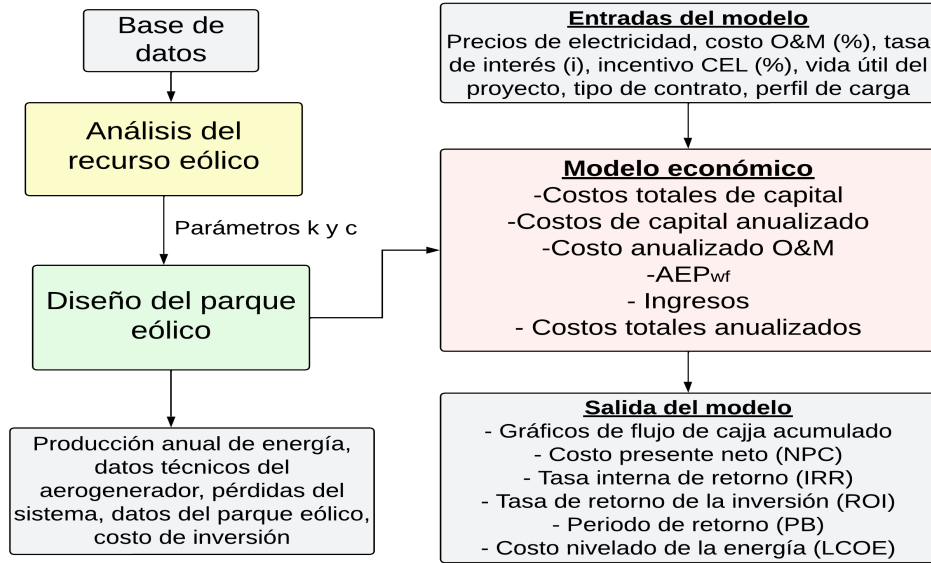 Base de
datos
Análisis del
recurso eólico
Parámetros k y c
Diseño del parque
eólico
Producción anual de energía,
datos técnicos del
aerogenerador, pérdidas del
sistema, datos del parque eólico,
costo de inversión
Entradas del modelo
Precios de electricidad, costo O&M (%), tasa
de interés (i), incentivo CEL (%), vida útil del
proyecto, tipo de contrato, perfil de carga
Modelo económico
-Costos totales de capital
-Costos de capital anualizado
-Costo anualizado O&M
-AEPwf
- Ingresos
- Costos totales anualizados
Salida del modelo
- Gráficos de flujo de cajja acumulado
- Costo presente neto (NPC)
- Tasa interna de retorno (IRR)
- Tasa de retorno de la inversión (ROI)
- Periodo de retorno (PB)
- Costo nivelado de la energía (LCOE)